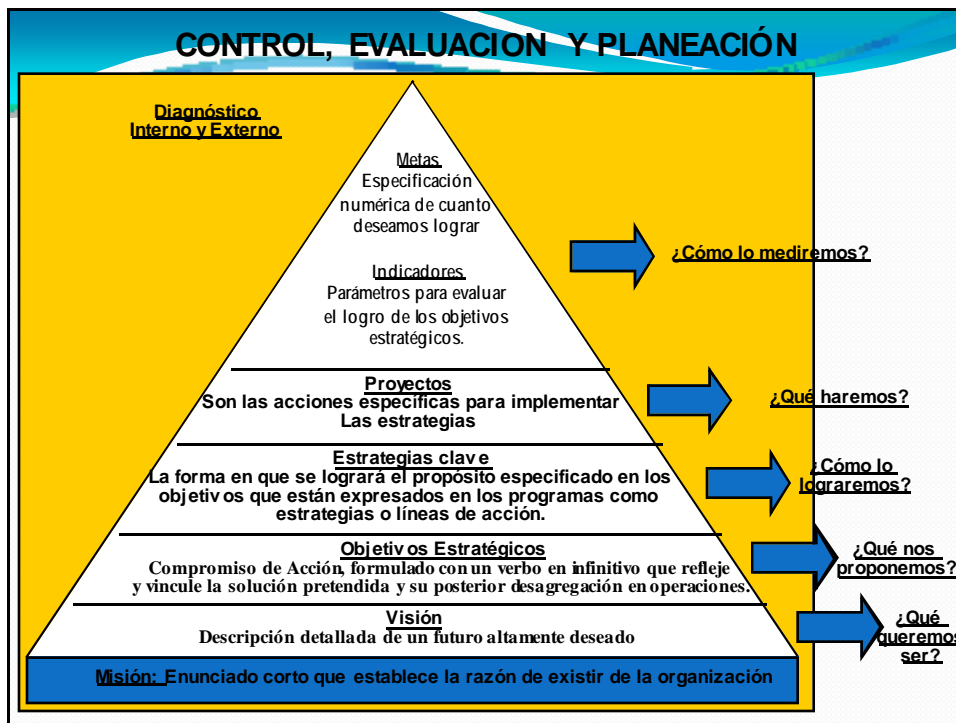 CONTROL, EVALUACION Y PLANEACIÓN
Diagnóstico
Interno y Externo
Metas
Especificación
numérica de cuanto
deseamos lograr
Indicadores
Parámetros para evaluar
el logro de los objetivos
estratégicos.
¿Cómo lo mediremos?
Proyectos
Son las acciones específicas para implementar
Las estrategias
¿Qué haremos?
Estrategias clave
La forma en que se logrará el propósito especificado en los
objetivos que están expresados en los programas como
estrategias o líneas de acción.
¿Cómo lo
lograremos?
Objetivos Estratégicos
Compromiso de Acción, formulado con un verbo en infinitivo que refleje
y vincule la solución pretendida y su posterior desagregación en operaciones.
¿Qué nos
proponemos?
Visión
Descripción detallada de un futuro altamente deseado
¿Qué
queremos
ser?
Misión: Enunciado corto que establece la razón de existir de la organización